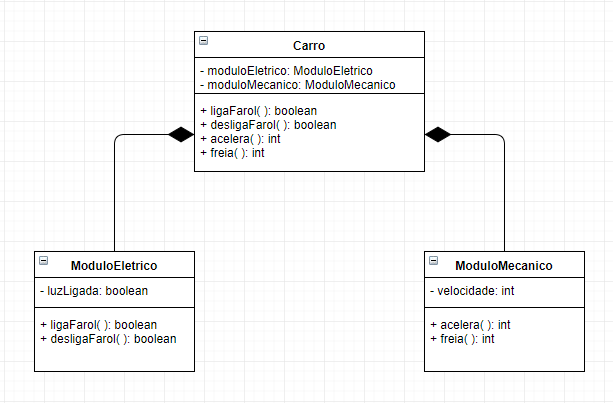 Carro
- moduloEletrico: ModuloEletrico
- moduloMecanico: ModuloMecanico
+ ligaFarol( ): boolean
+ desligaFarol( ): boolean
+ acelera( ): int
+ freia( ): int
ModuloEletrico
- luzLigada: boolean
+ ligaFarol( ): boolean
+ desligaFarol( ): boolean
ModuloMecanico
- velocidade: int
+ acelera( ): int
+ freia( ): int